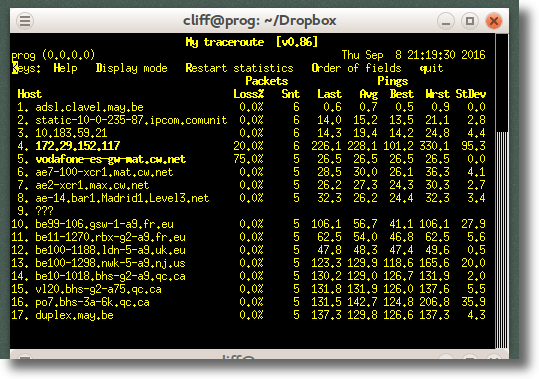 cliff@prog: ~/Dropbox
My traceroute [v0.86]
prog (0.0.0.0) Thu Sep 8 21:19:30 2016
Keys: Help Display mode Restart statistics Order of fields quit
Packets Pings
Host Loss% Snt Last Avg Best Wrst StDev
1. adsl.clavel.may.be 0.0% 6 0.6 0.7 0.5 0.9 0.0
2. static-10-0-235-87.ipcom.comunit 0.0% 6 14.0 15.2 13.5 21.1 2.8
3. 10.183.59.21 0.0% 6 14.3 19.4 14.2 24.8 4.4
4. 172.29.152.117 20.0% 6 226.1 228.1 101.2 330.1 95.3
5. vodafone-es-gw-mat.cw.net 75.0% 5 26.5 26.5 26.5 26.5 0.0
6. ae7-100-xcr1.mat.cw.net 0.0% 5 28.5 30.0 26.1 36.3 4.1
7. ae2-xcr1.max.cw.net 0.0% 5 26.2 27.3 24.3 30.3 2.7
8. ae-14.bar1.Madrid1.Level3.net 0.0% 5 32.3 26.2 24.4 32.3 3.4
9. ???
10. be99-106.gsw-1-a9.fr.eu 0.0% 5 106.1 56.7 41.1 106.1 27.9
11. be11-1270.rbx-g2-a9.fr.eu 0.0% 5 62.5 54.0 46.8 62.5 5.6
12. be100-1188.ldn-5-a9.uk.eu 0.0% 5 47.8 48.3 47.4 49.6 0.5
13. be100-1298.nwk-5-a9.nj.us 0.0% 5 123.3 129.9 118.6 165.6 20.0
14. be10-1018.bhs-g2-a9.qc.ca 0.0% 5 130.2 129.0 126.7 131.9 2.0
15. vl20.bhs-g2-a75.qc.ca 0.0% 5 131.8 131.9 126.0 137.6 5.5
16. po7.bhs-3a-6k.qc.ca 0.0% 5 131.5 142.7 124.8 206.8 35.9
17. duplex.may.be 0.0% 5 137.3 129.8 126.6 137.3 4.3